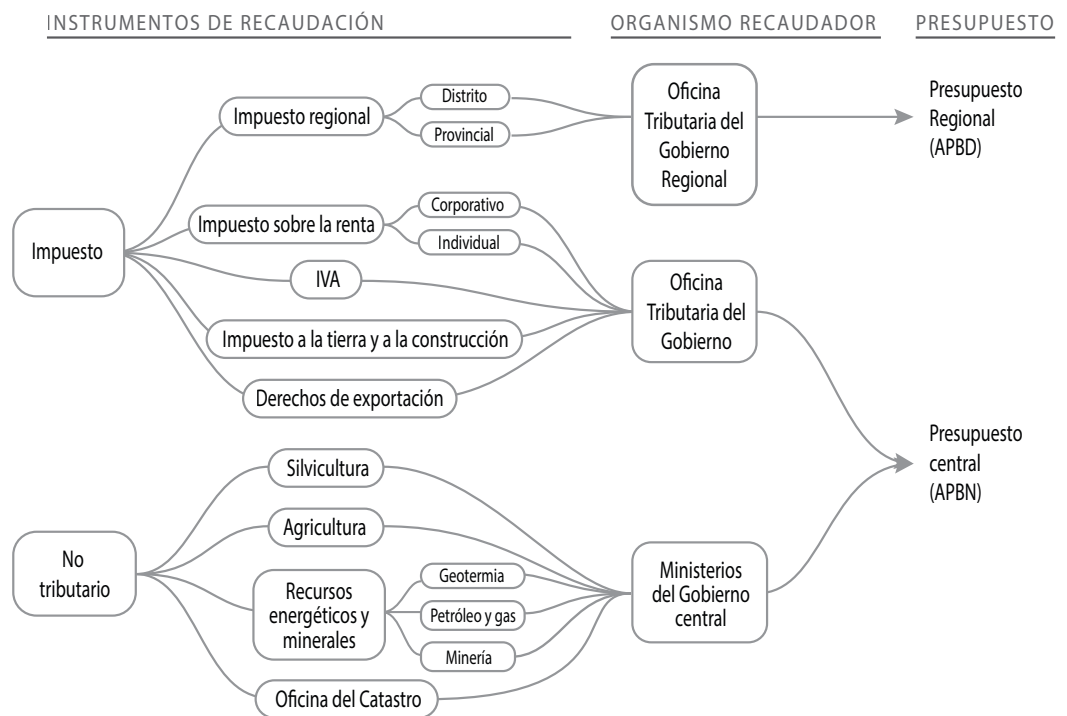 INSTRUMENTOS DE RECAUDACIÓN
ORGANISMO RECAUDADOR
PRESUPUESTO
Impuesto
Impuesto regional
Distrito
Provincial
Impuesto sobre la renta
Corporativo
Individual
IVA
Impuesto a la tierra y a la construcción
Derechos de exportación
Oficina
Tributaria del
Gobierno
Regional
Presupuesto
Regional
(APBD)
Oficina
Tributaria del
Gobierno
No
tributario
Silvicultura
Agricultura
Recursos
energéticos y
minerales
Geotermia
Petróleo y gas
Minería
Oficina del Catastro
Ministerios
del Gobierno
central
Presupuesto
central
(APBN)